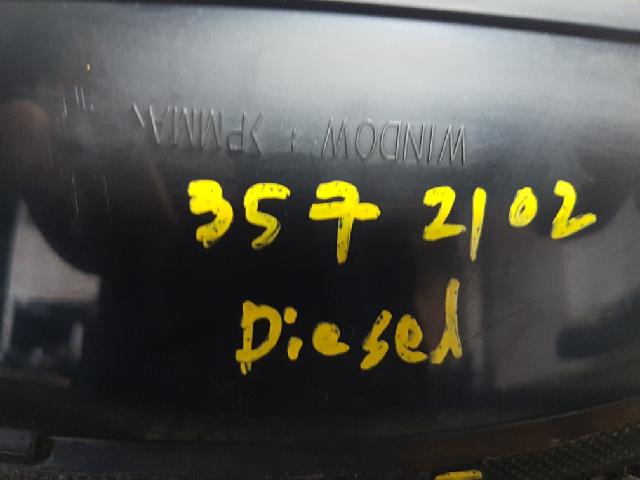 WINDOW : >PMMA<
357 2102
Diesel